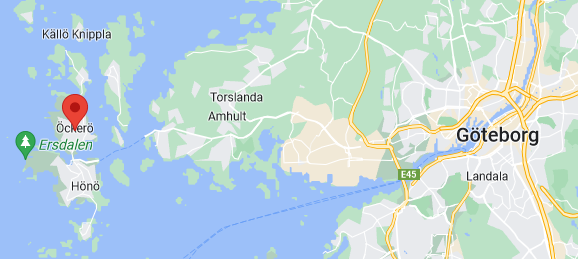 Källö Knippla
Torslanda
Amhult
Öckerö
Göteborg
Ersdalen
E45
Landala
Hönö